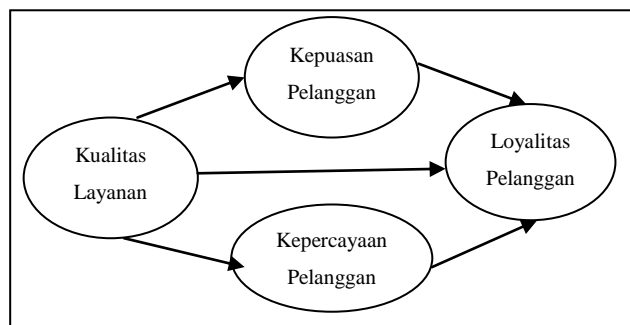 Kepuasan
Pelanggan
Kualitas
Layanan
Loyalitas
Pelanggan
Kepercayaan
Pelanggan